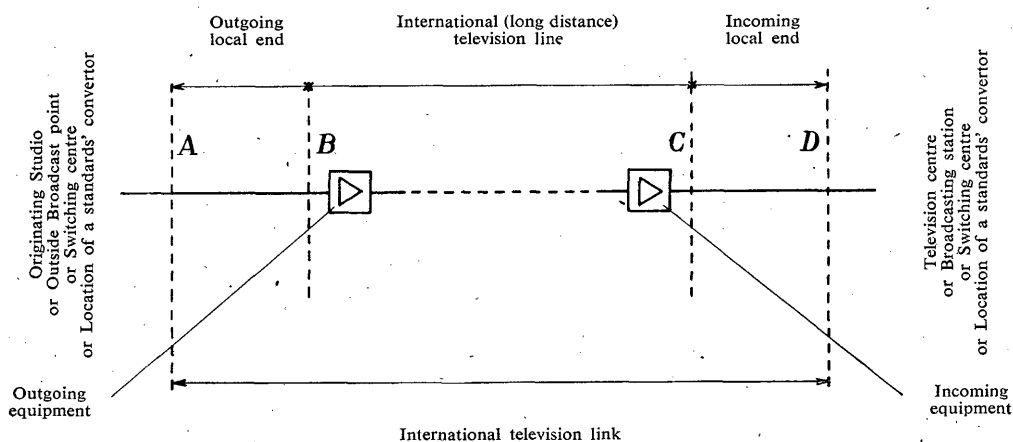 Outgoing
local end
International (long distance)
television line
Incoming
local end
Originating Studio
or Outside Broadcast point
or Switching centre
or Location of a standards' convertor
A
B
C
D
Television centre
or Broadcasting station
or Switching centre
or Location of a standards' convertor
Outgoing
equipment
Incoming
equipment
International television link